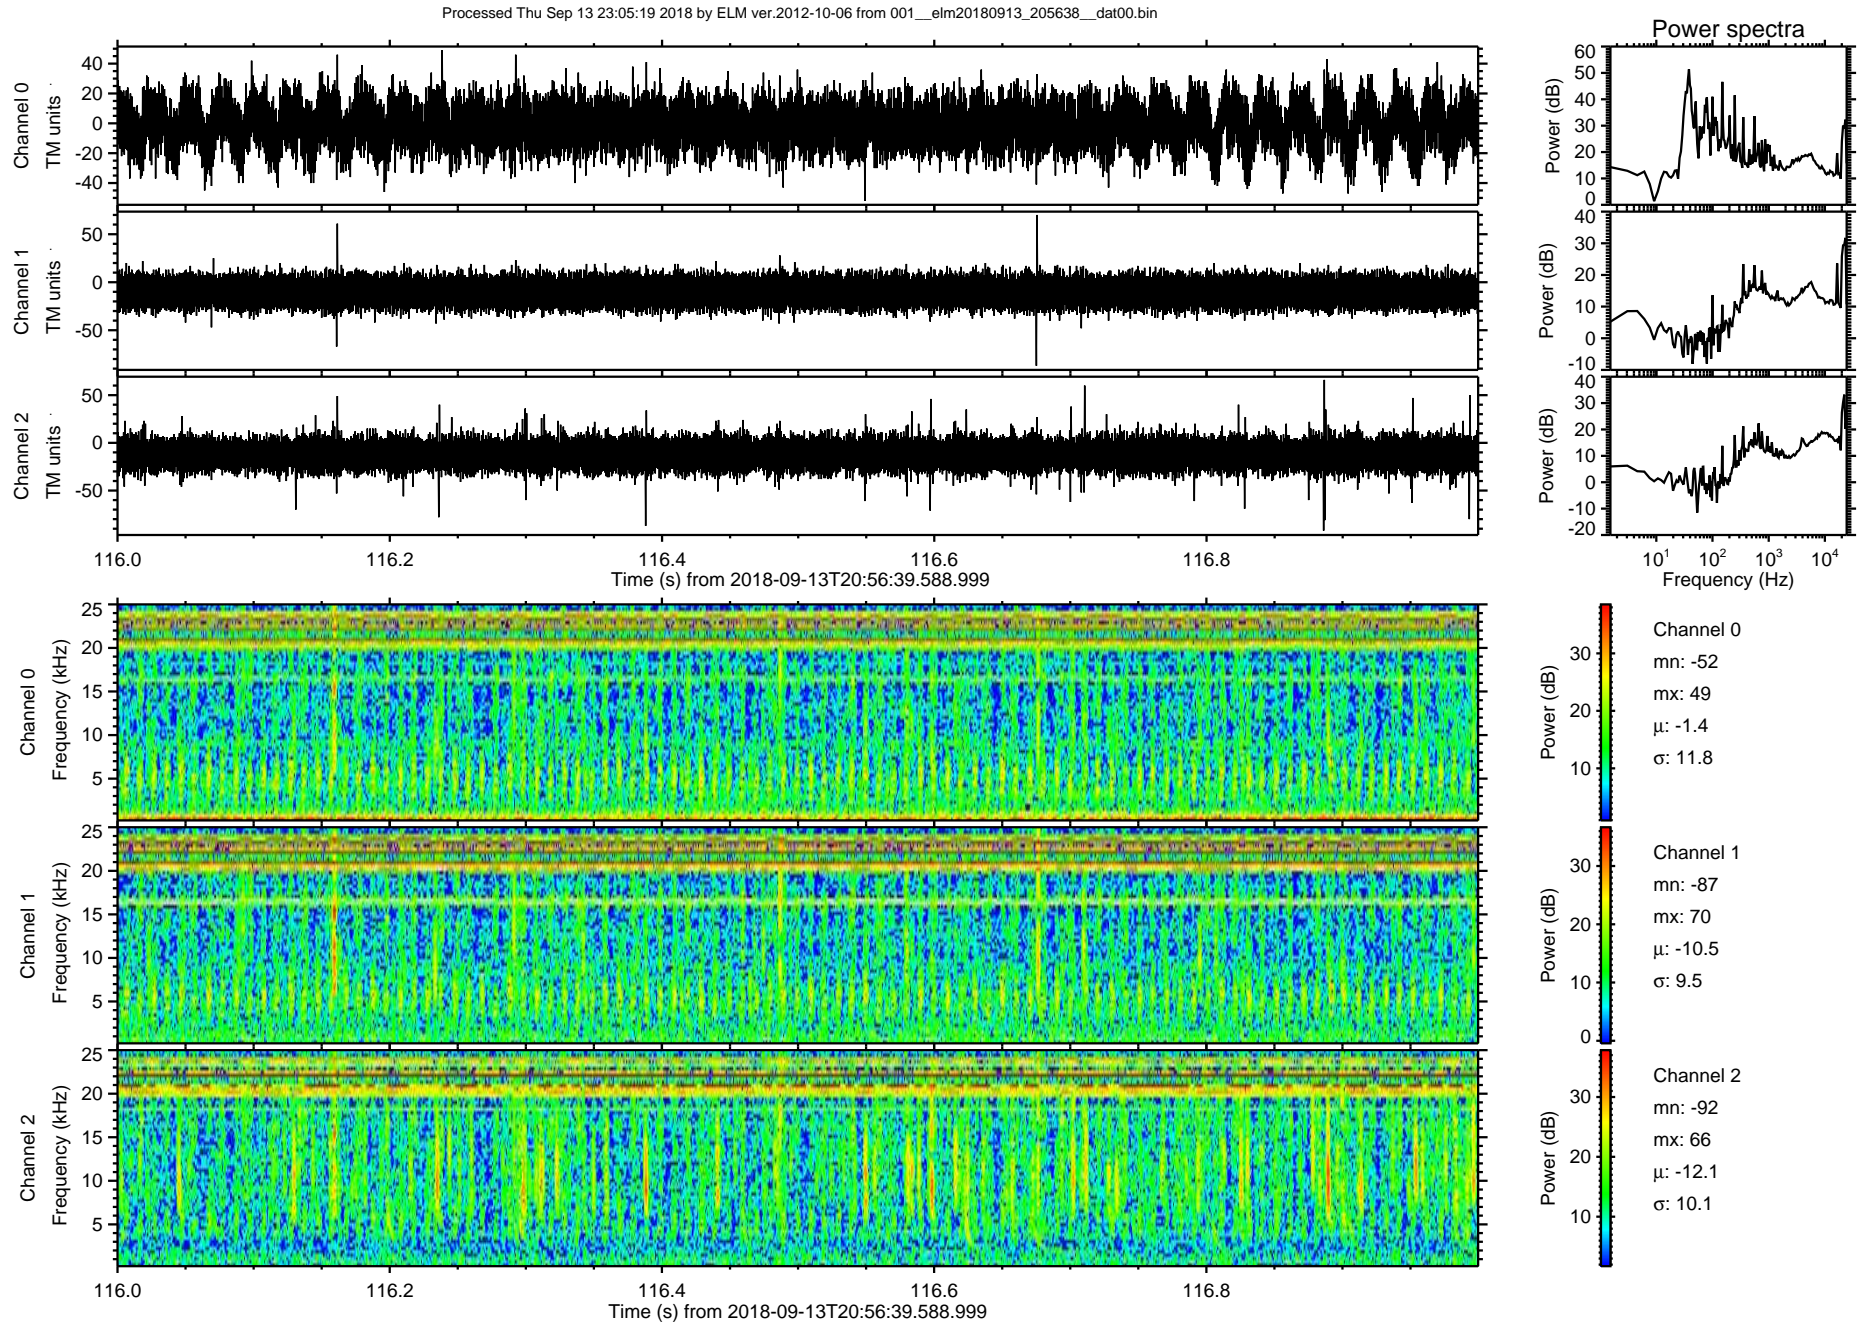 Processed Thu Sep 13 23:05:19 2018 by ELM ver.2012-10-06 from 001__elm20180913_205638__dat00.bin
Power spectra
Channel 0
TM units
40
20
0
-20
-40
Power (dB)
60
50
40
30
20
10
0
Channel 1
TM units
50
0
-50
Power (dB)
40
30
20
10
0
-10
Channel 2
TM units
50
0
-50
Power (dB)
40
30
20
10
0
-10
-20
116.0 116.2 116.4 116.6 116.8
Time (s) from 2018-09-13T20:56:39.588.999
10¹ 10² 10³ 10⁴
Frequency (Hz)
Channel 0
Frequency (kHz)
25
20
15
10
5
Power (dB)
30
20
10
Channel 0
mn: -52
mx: 49
μ: -1.4
σ: 11.8
Channel 1
Frequency (kHz)
25
20
15
10
5
Power (dB)
30
20
10
0
Channel 1
mn: -87
mx: 70
μ: -10.5
σ: 9.5
Channel 2
Frequency (kHz)
25
20
15
10
5
Power (dB)
30
20
10
Channel 2
mn: -92
mx: 66
μ: -12.1
σ: 10.1
116.0 116.2 116.4 116.6 116.8
Time (s) from 2018-09-13T20:56:39.588.999